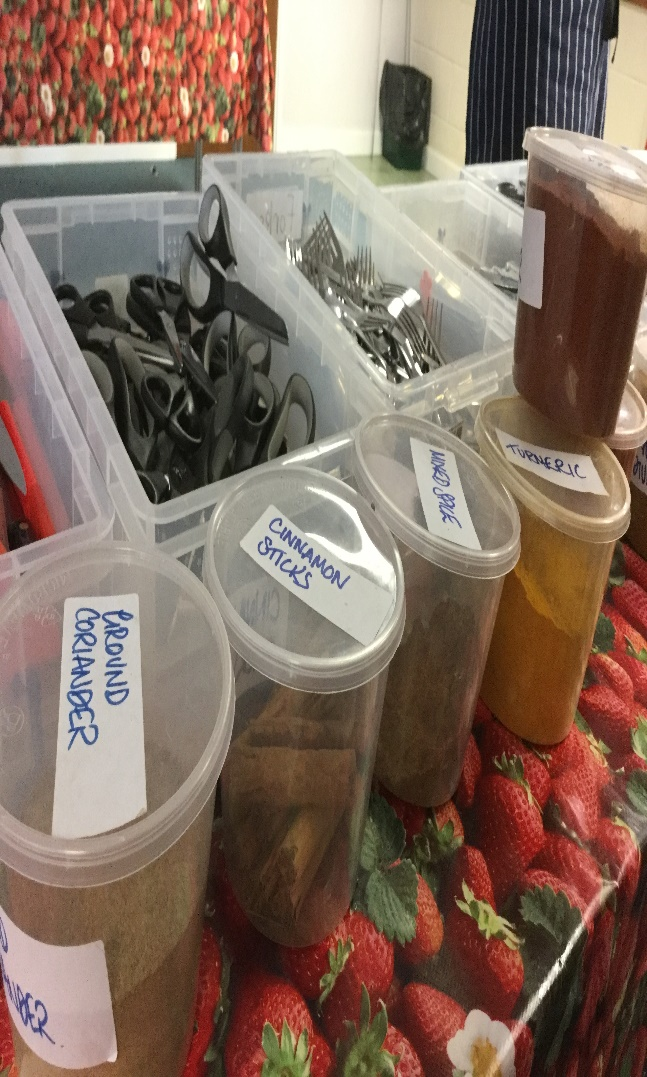 GROUND
CORIANDER
CINNAMON
STICKS
MIXED SPICE
TURMERIC